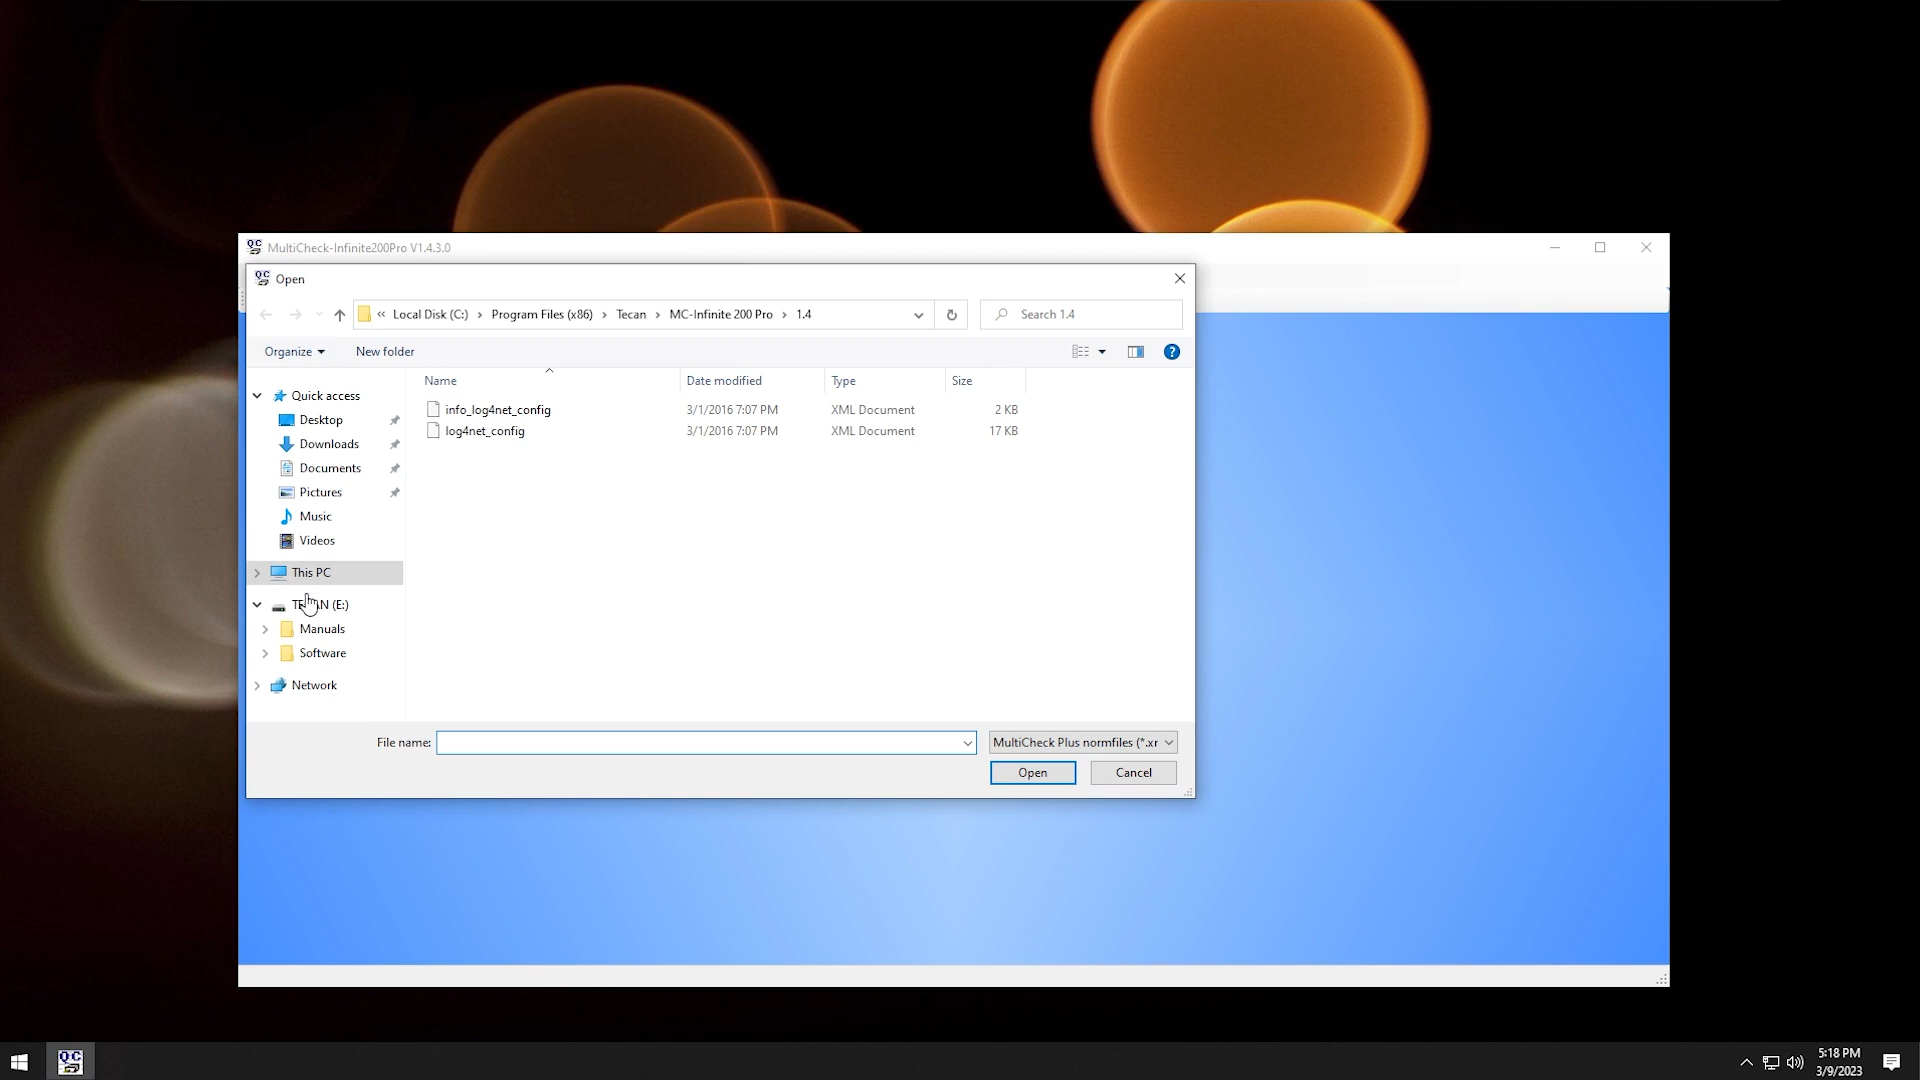 MultiCheck-Infinite200Pro V1.4.3.0
Open
« Local Disk (C:) › Program Files (x86) › Tecan › MC-Infinite 200 Pro › 1.4
Search 1.4
Organize
New folder
Name
Date modified
Type
Size
info_log4net_config 3/1/2016 7:07 PM XML Document 2 KB
log4net_config 3/1/2016 7:07 PM XML Document 17 KB
Quick access
Desktop
Downloads
Documents
Pictures
Music
Videos
This PC
(E:)
Manuals
Software
Network
File name:
MultiCheck Plus normfiles (*.xr
Open
Cancel
QC
5:18 PM
3/9/2023